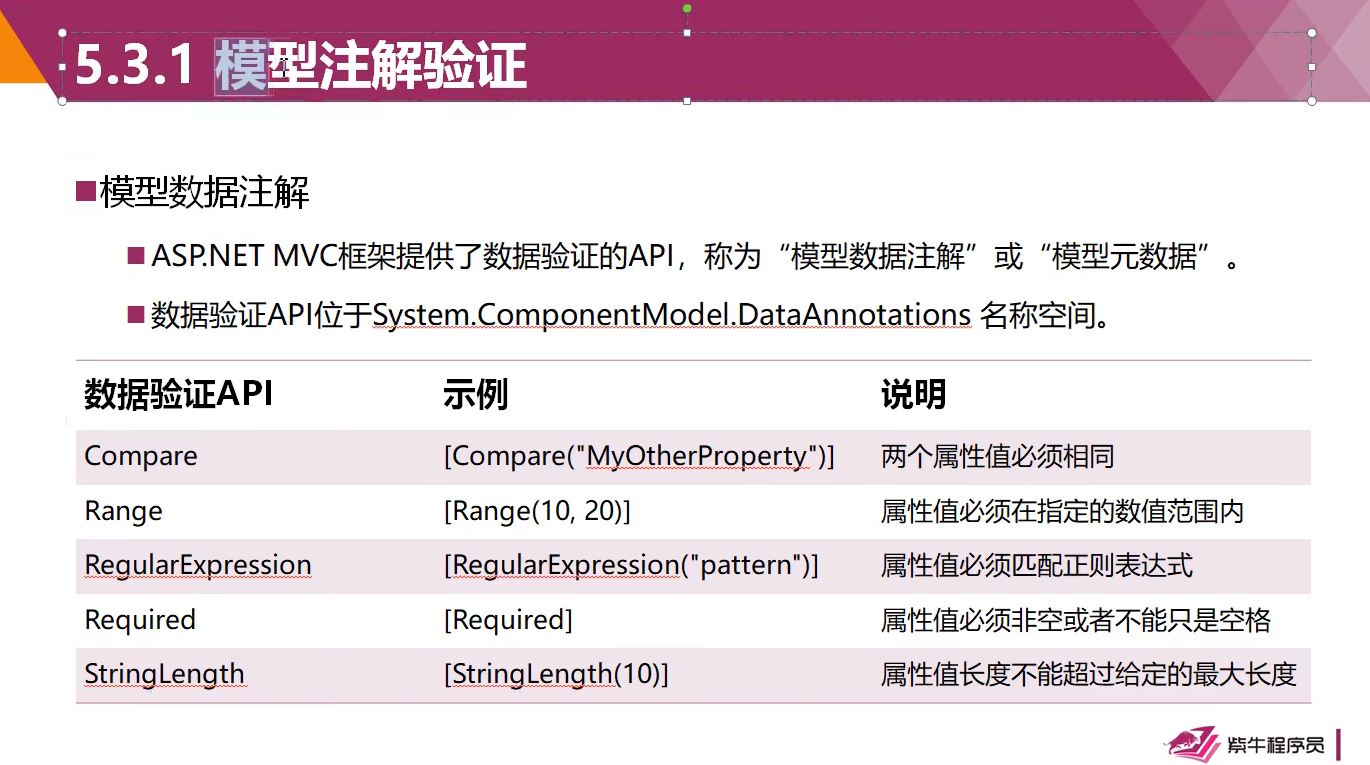 5.3.1 模型注解验证
模型数据注解
ASP.NET MVC框架提供了数据验证的API，称为“模型数据注解”或“模型元数据”。
数据验证API位于System.ComponentModel.DataAnnotations 名称空间。
数据验证API 示例 说明
Compare [Compare("MyOtherProperty")] 两个属性值必须相同
Range [Range(10, 20)] 属性值必须在指定的数值范围内
RegularExpression [RegularExpression("pattern")] 属性值必须匹配正则表达式
Required [Required] 属性值必须非空或者不能只是空格
StringLength [StringLength(10)] 属性值长度不能超过给定的最大长度
紫牛程序员